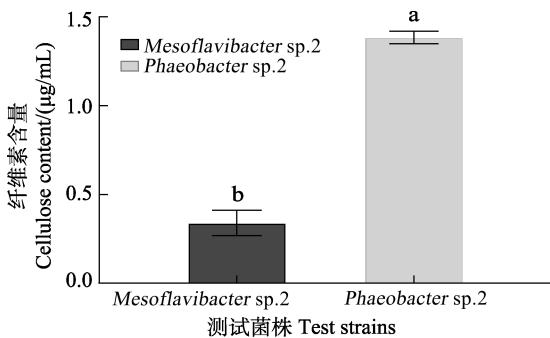 纤维素含量
Cellulose content/(μg/mL)
1.5
1.0
0.5
0.0
Mesoflavibacter sp.2
Phaeobacter sp.2
a
b
Mesoflavibacter sp.2
Phaeobacter sp.2
测试菌株 Test strains